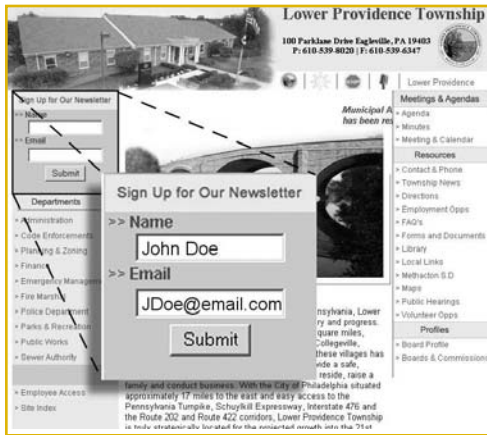 Lower Providence Township
100 Parklane Drive Eagleville, PA 19403
P: 610-539-8020 | F: 610-539-6347
Lower Providence
Sign Up for Our Newsletter
>> Name
>> Email
Submit
Municipal A
has been res
Sign Up for Our Newsletter
>> Name
John Doe
>> Email
JDoe@email.com
Submit
Departments
» Administration
» Code Enforcements
» Planning & Zoning
» Finance
» Emergency Managem
» Fire Marshal
» Police Department
» Parks & Recreation
» Public Works
» Sewer Authority
» Employee Access
» Site Index
nsylvania, Lower
ry and progress.
quare miles,
Collegeville,
these villages has
vide a safe,
reside, raise a
family and conduct business. With the City of Philadelphia situated
approximately 17 miles to the east and easy access to the
Pennsylvania Turnpike, Schuylkill Expressway, Interstate 476 and
the Route 202 and Route 422 corridors, Lower Providence Township
is truly strategically located for the projected growth into the 21st
Meetings & Agendas
» Agenda
» Minutes
» Meeting & Calendar
Resources
» Contact & Phone
» Township News
» Directions
» Employment Opps
» FAQ's
» Forms and Documents
» Library
» Local Links
» Methacton S.D
» Maps
» Public Hearings
» Volunteer Opps
Profiles
» Board Profile
» Boards & Commission